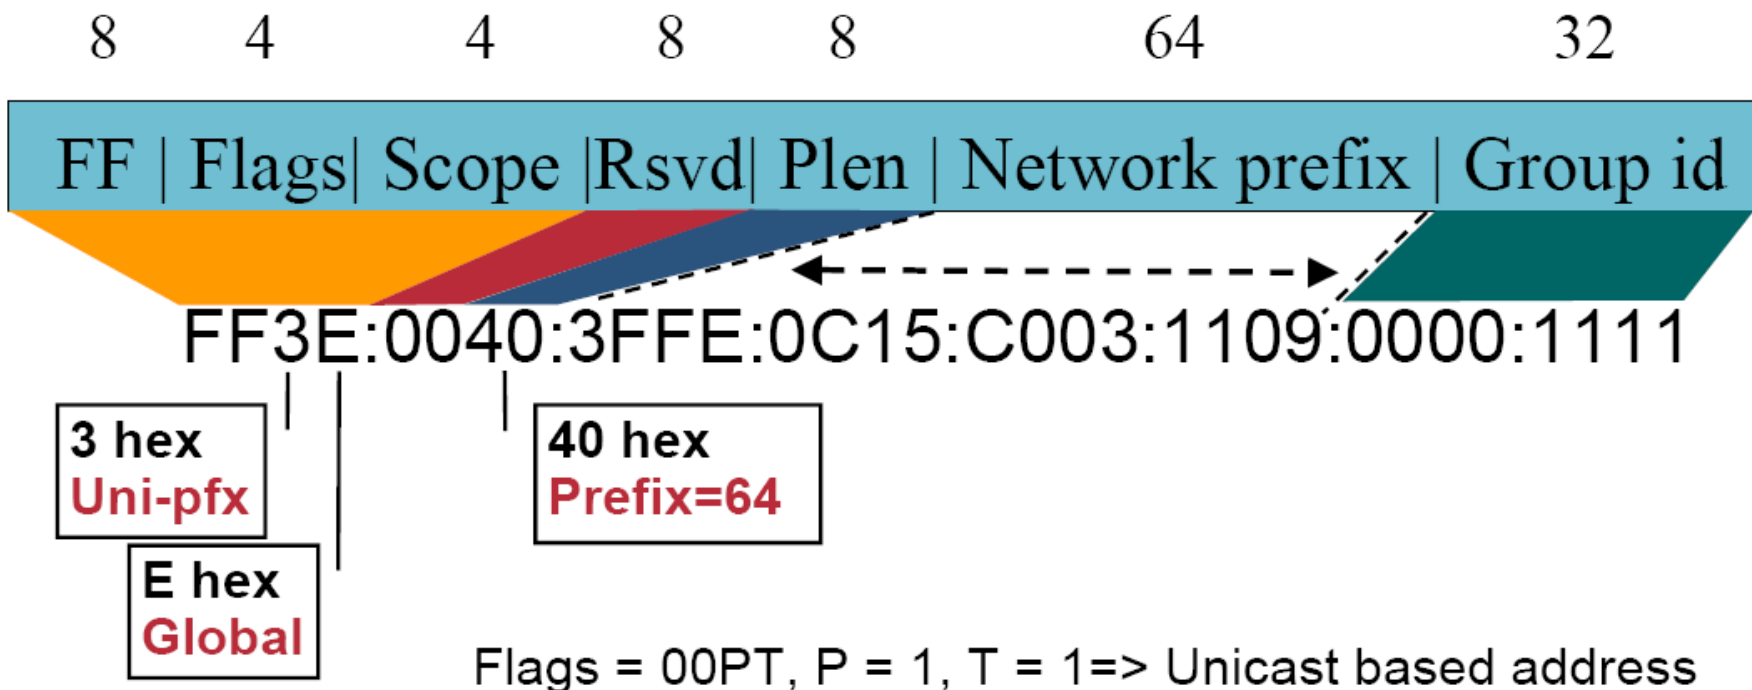 8 4 4 8 8 64 32
FF | Flags| Scope |Rsvd| Plen | Network prefix | Group id
FF3E:0040:3FFE:0C15:C003:1109:0000:1111
3 hex
Uni-pfx
40 hex
Prefix=64
E hex
Global
Flags = 00PT, P = 1, T = 1=> Unicast based address